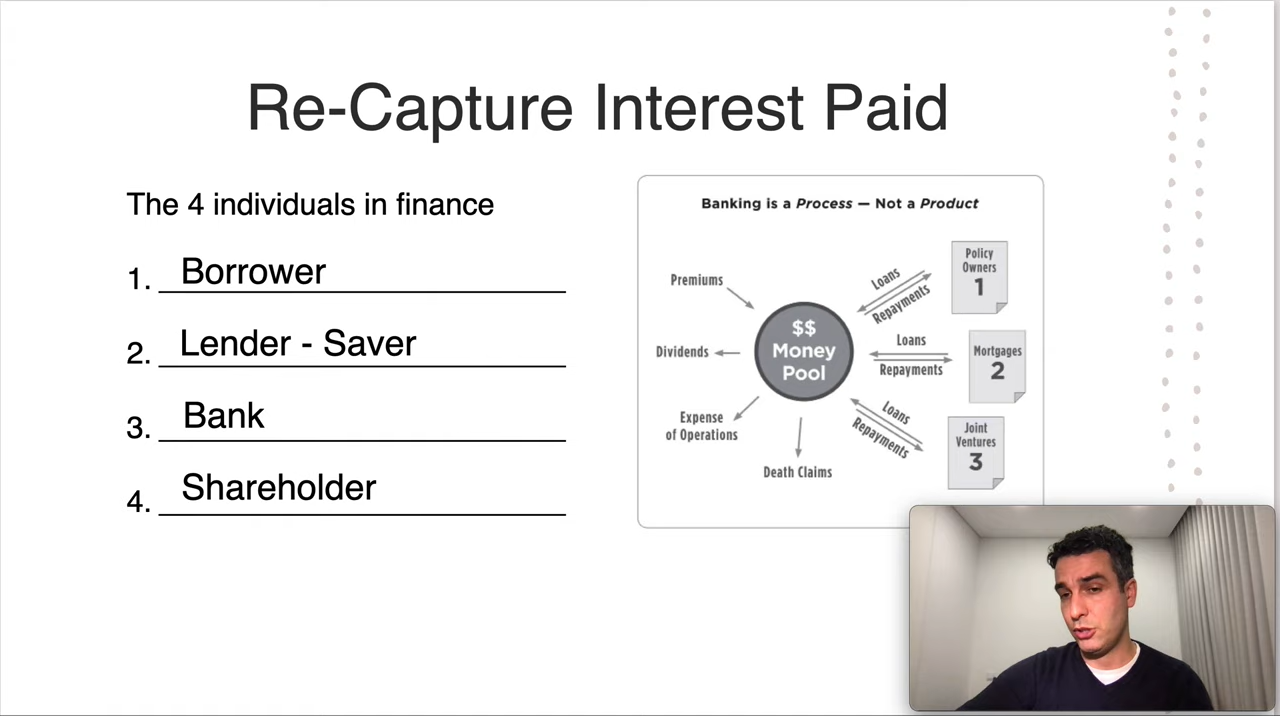 Re-Capture Interest Paid
The 4 individuals in finance
1. Borrower
2. Lender - Saver
3. Bank
4. Shareholder
Banking is a Process — Not a Product
Premiums
Dividends
Expense
of Operations
Death Claims
$$
Money
Pool
Loans
Repayments
Policy
Owners
1
Loans
Repayments
Mortgages
2
Loans
Repayments
Joint
Ventures
3